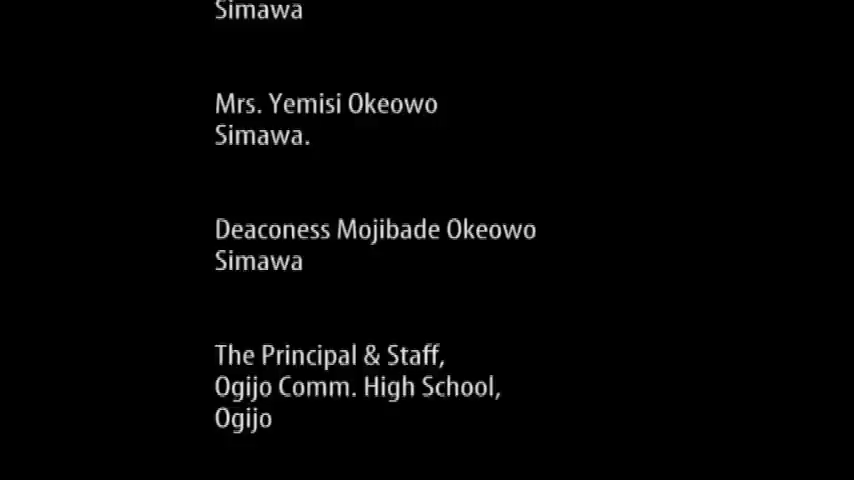 Simawa
Mrs. Yemisi Okeowo
Simawa.
Deaconess Mojibade Okeowo
Simawa
The Principal & Staff,
Ogijo Comm. High School,
Ogijo